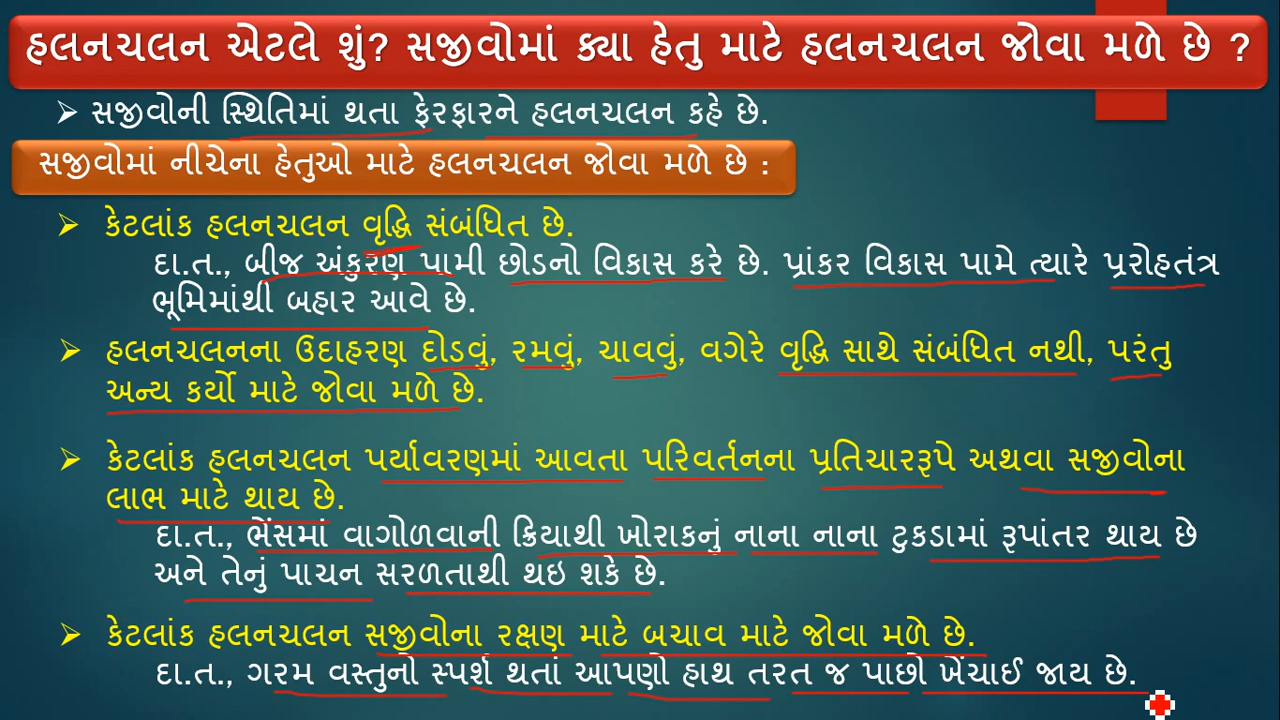 હલનચલન એટલે શું? સજીવોમાં ક્યા હેતુ માટે હલનચલન જોવા મળે છે ?
➢ સજીવોની સ્થિતિમાં થતા ફેરફારને હલનચલન કહે છે.
સજીવોમાં નીચેના હેતુઓ માટે હલનચલન જોવા મળે છે :
➢ કેટલાંક હલનચલન વૃદ્ધિ સંબંધિત છે.
દા.ત., બીજ અંકુરણ પામી છોડનો વિકાસ કરે છે. પ્રાંકર વિકાસ પામે ત્યારે પ્રરોહતંત્ર
ભૂમિમાંથી બહાર આવે છે.
➢ હલનચલનના ઉદાહરણ દોડવું, રમવું, ચાવવું, વગેરે વૃદ્ધિ સાથે સંબંધિત નથી, પરંતુ
અન્ય કર્યો માટે જોવા મળે છે.
➢ કેટલાંક હલનચલન પર્યાવરણમાં આવતા પરિવર્તનના પ્રતિચારરૂપે અથવા સજીવોના
લાભ માટે થાય છે.
દા.ત., ભેંસમાં વાગોળવાની ક્રિયાથી ખોરાકનું નાના નાના ટુકડામાં રૂપાંતર થાય છે
અને તેનું પાચન સરળતાથી થઇ શકે છે.
➢ કેટલાંક હલનચલન સજીવોના રક્ષણ માટે બચાવ માટે જોવા મળે છે.
દા.ત., ગરમ વસ્તુનો સ્પર્શ થતાં આપણો હાથ તરત જ પાછો ખેંચાઈ જાય છે.